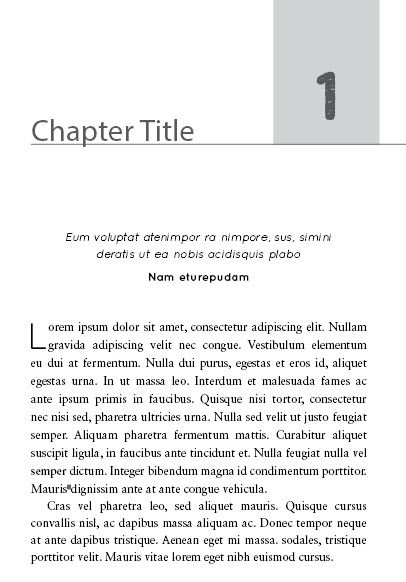 1
Chapter Title
Eum voluptat atenimpor ra nimpore, sus, simini
deratis ut ea nobis acidisquis plabo
Nam eturepudam
Lorem ipsum dolor sit amet, consectetur adipiscing elit. Nullam
gravida adipiscing velit nec congue. Vestibulum elementum
eu dui at fermentum. Nulla dui purus, egestas et eros id, aliquet
egestas urna. In ut massa leo. Interdum et malesuada fames ac
ante ipsum primis in faucibus. Quisque nisi tortor, consectetur
nec nisi sed, pharetra ultricies urna. Nulla sed velit ut justo feugiat
semper. Aliquam pharetra fermentum mattis. Curabitur aliquet
suscipit ligula, in faucibus ante tincidunt et. Nulla feugiat nulla vel
semper dictum. Integer bibendum magna id condimentum porttitor.
Mauris dignissim ante at ante congue vehicula.
Cras vel pharetra leo, sed aliquet mauris. Quisque cursus
convallis nisl, ac dapibus massa aliquam ac. Donec tempor neque
at ante dapibus tristique. Aenean eget mi massa. sodales, tristique
porttitor velit. Mauris vitae lorem eget nibh euismod cursus.